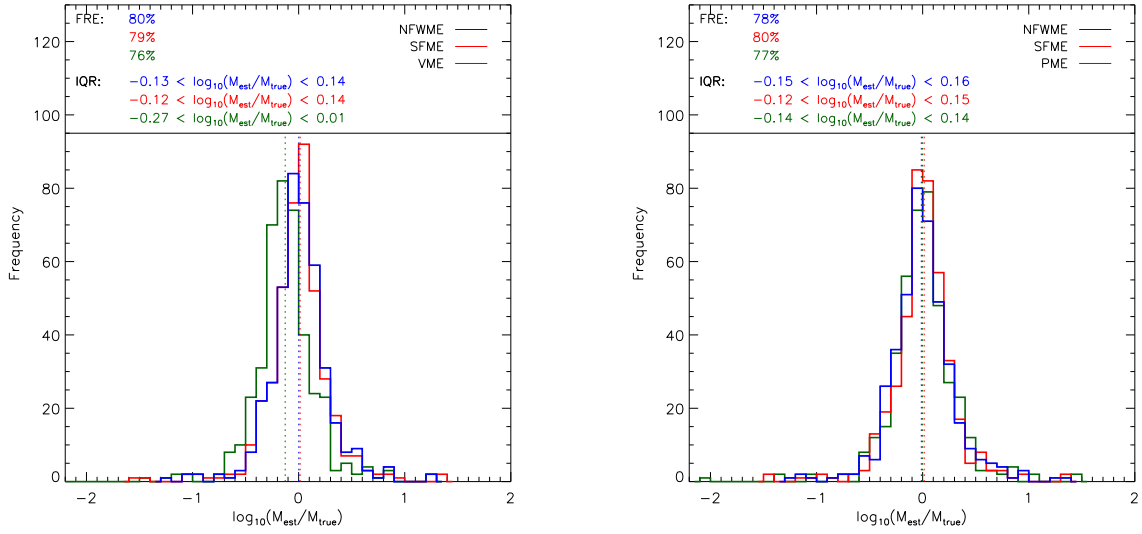 FRE: 80%
79%
76%
NFWME
SFME
VME
IQR: −0.13 < log10(Mest/Mtrue) < 0.14
−0.12 < log10(Mest/Mtrue) < 0.14
−0.27 < log10(Mest/Mtrue) < 0.01
120
100
80
60
40
20
0
Frequency
−2 −1 0 1 2
log10(Mest/Mtrue)
FRE: 78%
80%
77%
NFWME
SFME
PME
IQR: −0.15 < log10(Mest/Mtrue) < 0.16
−0.12 < log10(Mest/Mtrue) < 0.15
−0.14 < log10(Mest/Mtrue) < 0.14
120
100
80
60
40
20
0
Frequency
−2 −1 0 1 2
log10(Mest/Mtrue)